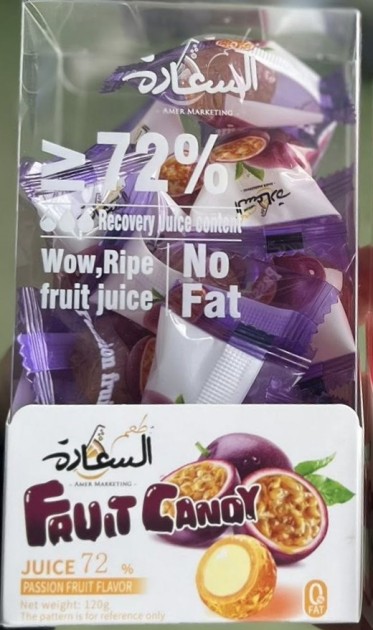 السعادة
- AMER MARKETING -
≥72%
Recovery juice content
Wow,Ripe
fruit juice
No
Fat
بطعم
السعادة
- AMER MARKETING -
FRUIT CANDY
JUICE 72 %
PASSION FRUIT FLAVOR
Net weight: 120g
The pattern is for reference only
0
FAT